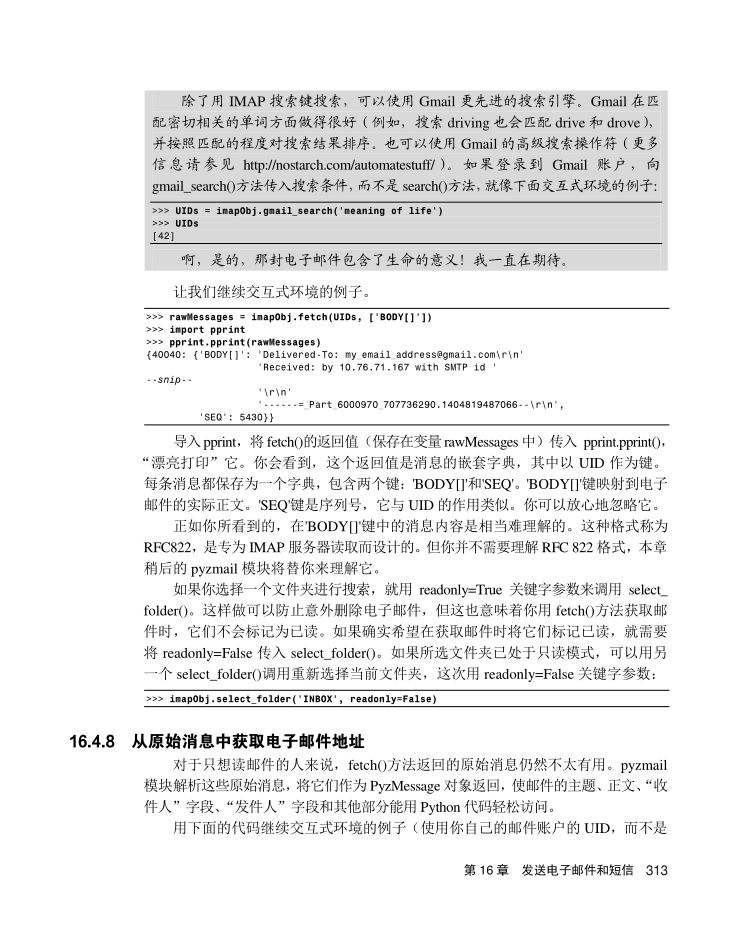 除了用 IMAP 搜索键搜索，可以使用 Gmail 更先进的搜索引擎。Gmail 在匹
配密切相关的单词方面做得很好（例如，搜索 driving 也会匹配 drive 和 drove），
并按照匹配的程度对搜索结果排序。也可以使用 Gmail 的高级搜索操作符（更多
信息请参见 http://nostarch.com/automatestuff/）。如果登录到 Gmail 账户，向
gmail_search()方法传入搜索条件，而不是 search()方法，就像下面交互式环境的例子：
>>> UIDs = imapObj.gmail_search('meaning of life')
>>> UIDs
[42]
啊，是的，那封电子邮件包含了生命的意义！我一直在期待。
让我们继续交互式环境的例子。
>>> rawMessages = imapObj.fetch(UIDs, ['BODY[]'])
>>> import pprint
>>> pprint.pprint(rawMessages)
{40040: {'BODY[]': 'Delivered-To: my_email_address@gmail.com\r\n'
'Received: by 10.76.71.167 with SMTP id '
--snip--
'\r\n'
'------=_Part_6000970_707736290.1404819487066--\r\n',
'SEQ': 5430}}
导入 pprint，将 fetch()的返回值（保存在变量 rawMessages 中）传入 pprint.pprint()，
“漂亮打印”它。你会看到，这个返回值是消息的嵌套字典，其中以 UID 作为键。
每条消息都保存为一个字典，包含两个键：'BODY[]'和'SEQ'。'BODY[]'键映射到电子
邮件的实际正文。'SEQ'键是序列号，它与 UID 的作用类似。你可以放心地忽略它。
正如你所看到的，在'BODY[]'键中的消息内容是相当难理解的。这种格式称为
RFC822，是专为 IMAP 服务器读取而设计的。但你并不需要理解 RFC 822 格式，本章
稍后的 pyzmail 模块将替你来理解它。
如果你选择一个文件夹进行搜索，就用 readonly=True 关键字参数来调用 select_
folder()。这样做可以防止意外删除电子邮件，但这也意味着你用 fetch()方法获取邮
件时，它们不会标记为已读。如果确实希望在获取邮件时将它们标记已读，就需要
将 readonly=False 传入 select_folder()。如果所选文件夹已处于只读模式，可以用另
一个 select_folder()调用重新选择当前文件夹，这次用 readonly=False 关键字参数：
>>> imapObj.select_folder('INBOX', readonly=False)
16.4.8 从原始消息中获取电子邮件地址
对于只想读邮件的人来说，fetch()方法返回的原始消息仍然不太有用。pyzmail
模块解析这些原始消息，将它们作为 PyzMessage 对象返回，使邮件的主题、正文、“收
件人”字段、“发件人”字段和其他部分能用 Python 代码轻松访问。
用下面的代码继续交互式环境的例子（使用你自己的邮件账户的 UID，而不是
第 16 章 发送电子邮件和短信 313